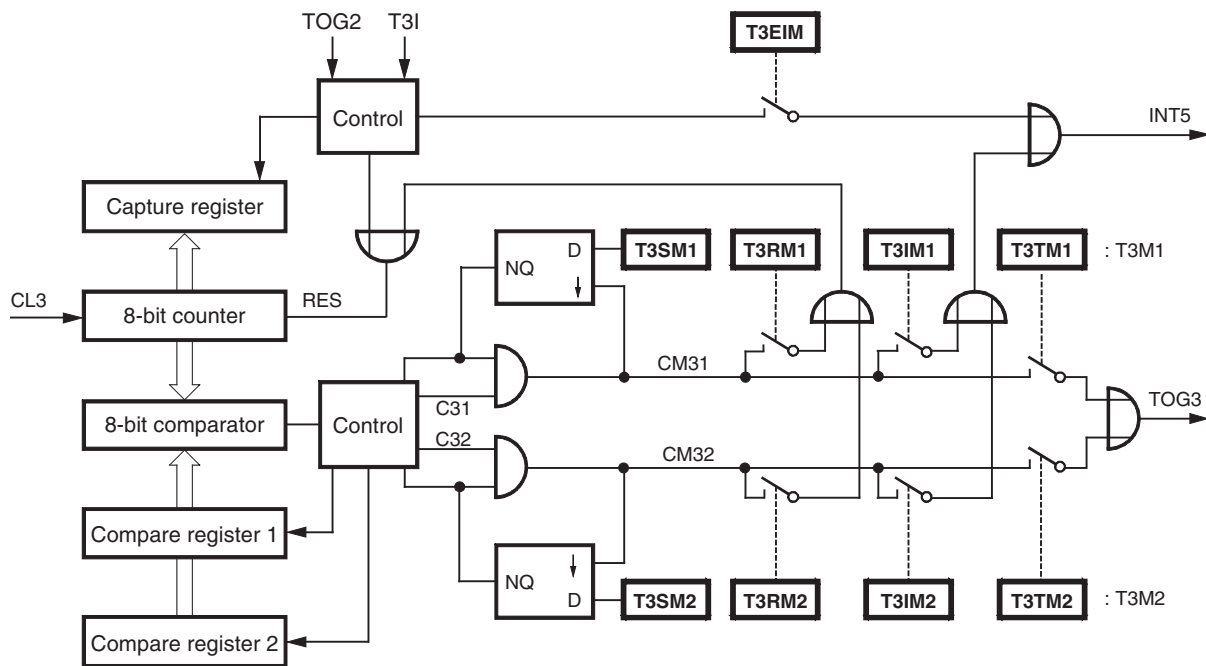 TOG2 T3I
T3EIM
Control
INT5
Capture register
D T3SM1 T3RM1 T3IM1 T3TM1 : T3M1
NQ
CL3
RES
8-bit counter
CM31
C31
TOG3
8-bit comparator
Control
C32
CM32
Compare register 1
NQ
D T3SM2 T3RM2 T3IM2 T3TM2 : T3M2
Compare register 2